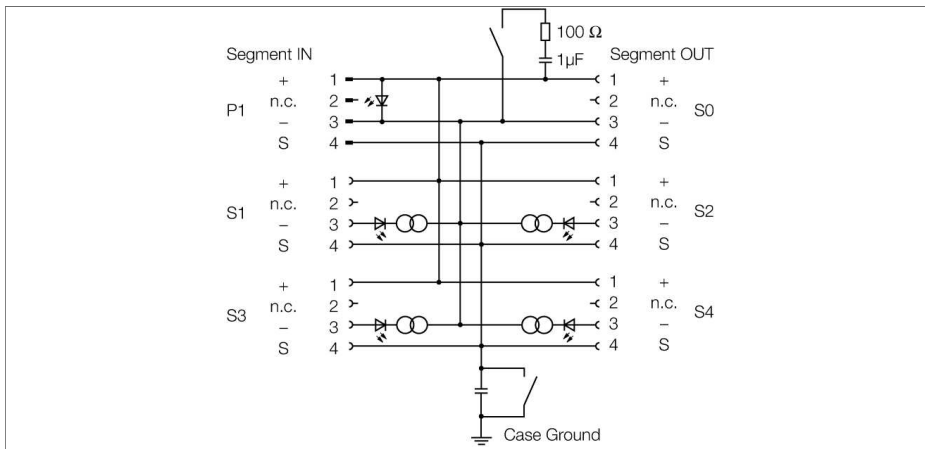 100 Ω
1µF
Segment IN
Segment OUT
+ 1
n.c. 2
P1
– 3
S 4
1 +
2 n.c.
S0
3 –
4 S
+ 1
n.c. 2
S1
– 3
S 4
1 +
2 n.c.
S2
3 –
4 S
+ 1
n.c. 2
S3
– 3
S 4
1 +
2 n.c.
S4
3 –
4 S
Case Ground